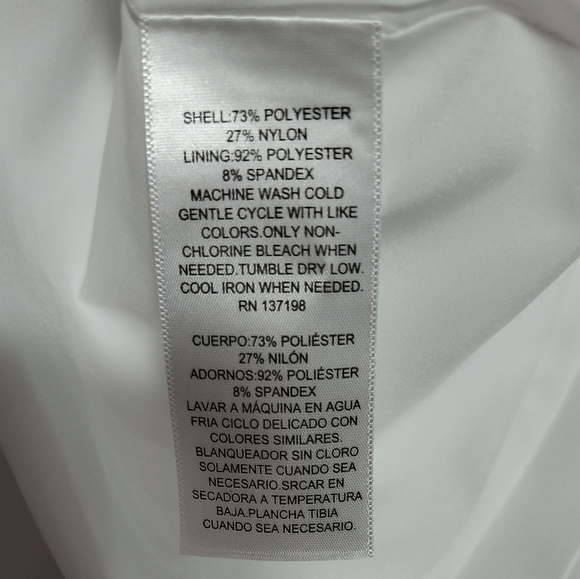 SHELL:73% POLYESTER
27% NYLON
LINING:92% POLYESTER
8% SPANDEX
MACHINE WASH COLD
GENTLE CYCLE WITH LIKE
COLORS.ONLY NON-
CHLORINE BLEACH WHEN
NEEDED.TUMBLE DRY LOW.
COOL IRON WHEN NEEDED.
RN 137198
CUERPO:73% POLIÉSTER
27% NILÓN
ADORNOS:92% POLIÉSTER
8% SPANDEX
LAVAR A MÁQUINA EN AGUA
FRIA CICLO DELICADO CON
COLORES SIMILARES.
BLANQUEADOR SIN CLORO
SOLAMENTE CUANDO SEA
NECESARIO.SRCAR EN
SECADORA A TEMPERATURA
BAJA.PLANCHA TIBIA
CUANDO SEA NECESARIO.